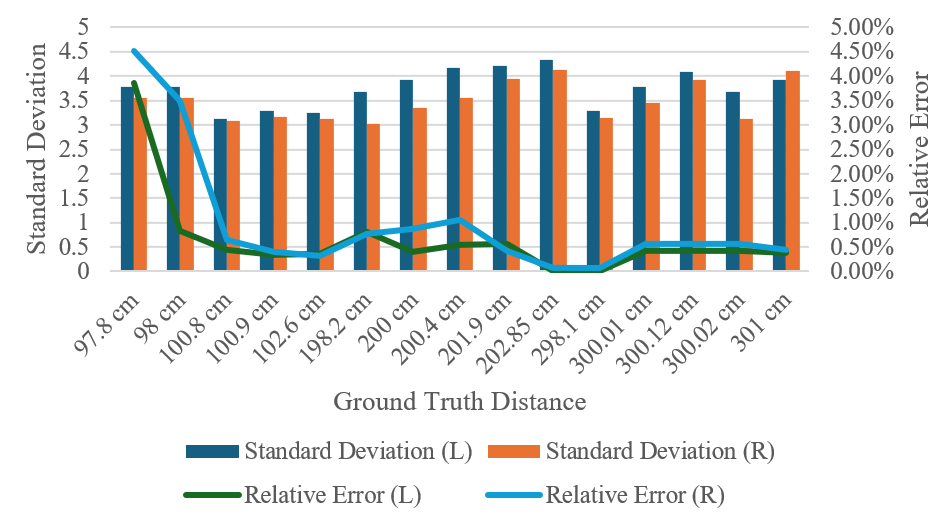 5
4.5
4
3.5
3
2.5
2
1.5
1
0.5
0
Standard Deviation
5.00%
4.50%
4.00%
3.50%
3.00%
2.50%
2.00%
1.50%
1.00%
0.50%
0.00%
Relative Error
97.8 cm
98 cm
100.8 cm
100.9 cm
102.6 cm
198.2 cm
200 cm
200.4 cm
201.9 cm
202.85 cm
298.1 cm
300.01 cm
300.12 cm
300.02 cm
301 cm
Ground Truth Distance
Standard Deviation (L)
Standard Deviation (R)
Relative Error (L)
Relative Error (R)